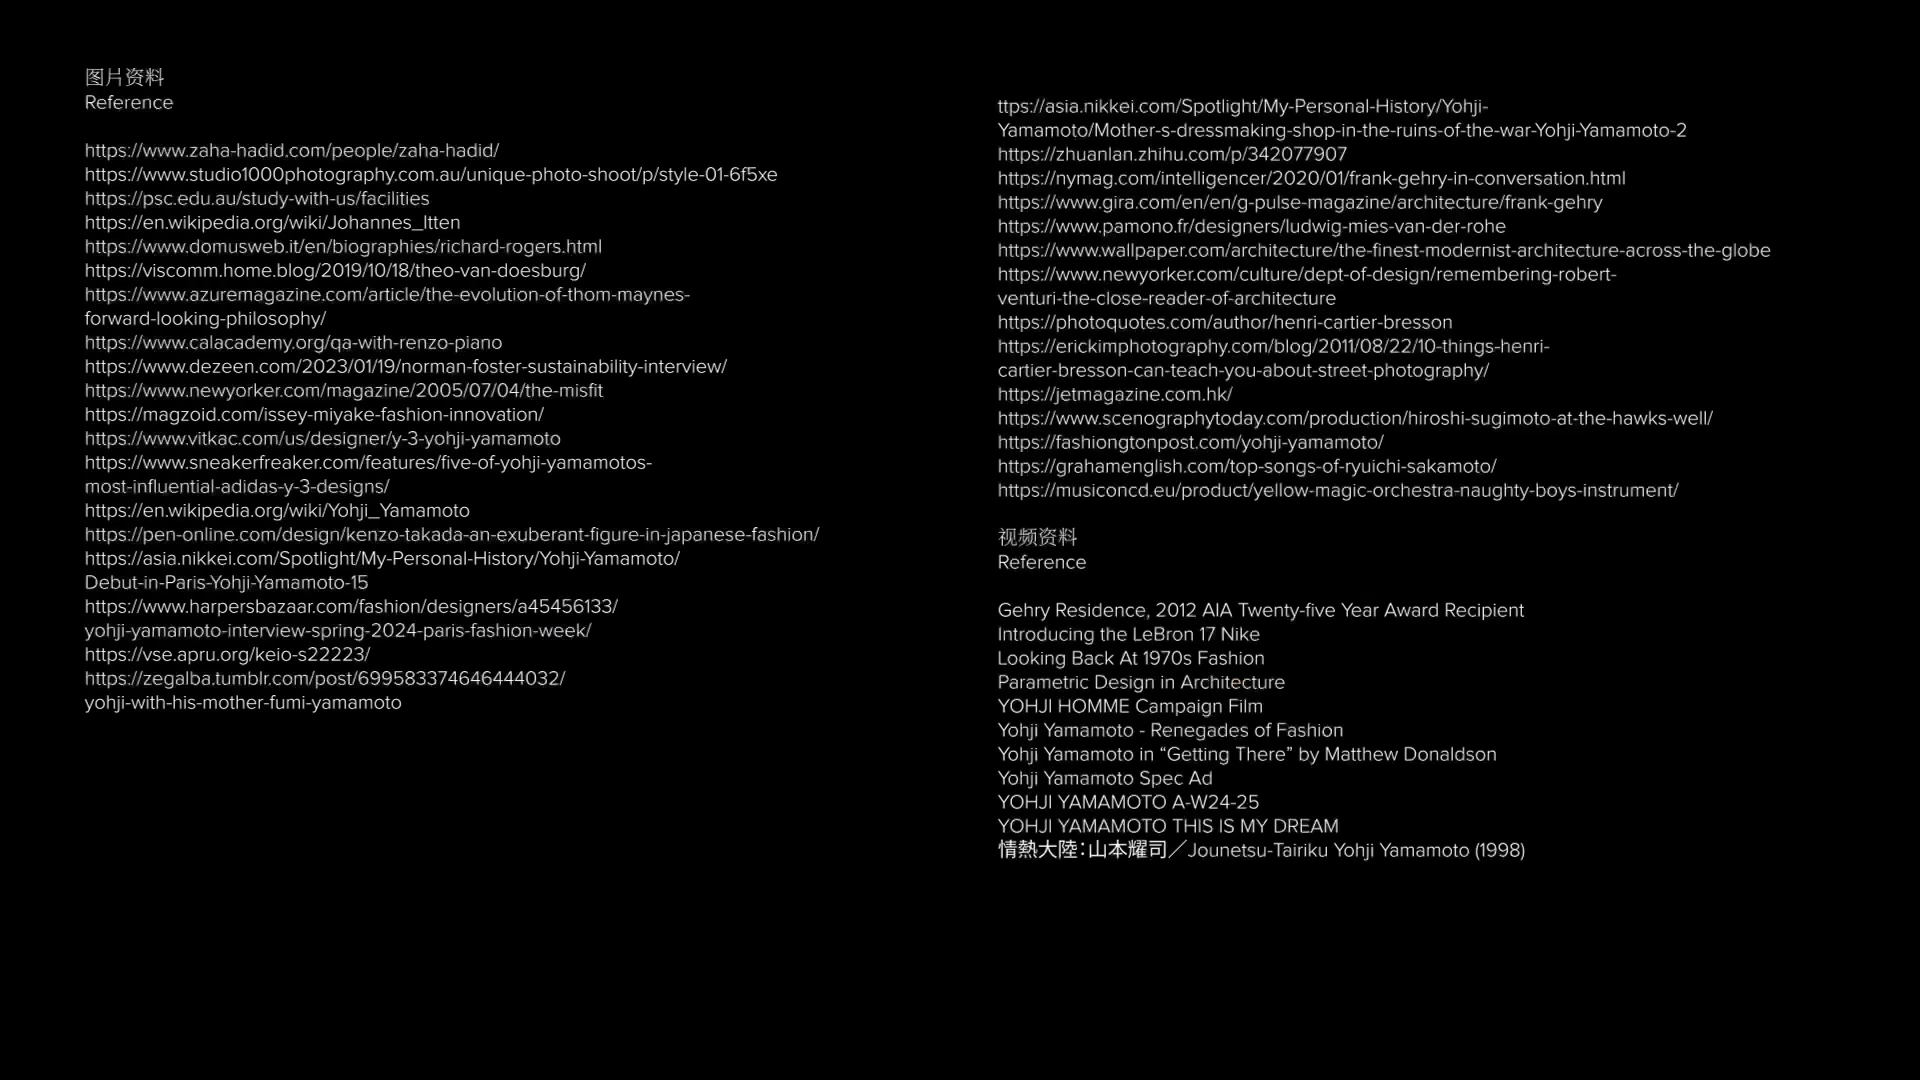 图片资料
Reference
https://www.zaha-hadid.com/people/zaha-hadid/
https://www.studio1000photography.com.au/unique-photo-shoot/p/style-01-6f5xe
https://psc.edu.au/study-with-us/facilities
https://en.wikipedia.org/wiki/Johannes_Itten
https://www.domusweb.it/en/biographies/richard-rogers.html
https://viscomm.home.blog/2019/10/18/theo-van-doesburg/
https://www.azuremagazine.com/article/the-evolution-of-thom-maynes-
forward-looking-philosophy/
https://www.calacademy.org/qa-with-renzo-piano
https://www.dezeen.com/2023/01/19/norman-foster-sustainability-interview/
https://www.newyorker.com/magazine/2005/07/04/the-misfit
https://magzoid.com/issey-miyake-fashion-innovation/
https://www.vitkac.com/us/designer/y-3-yohji-yamamoto
https://www.sneakerfreaker.com/features/five-of-yohji-yamamotos-
most-influential-adidas-y-3-designs/
https://en.wikipedia.org/wiki/Yohji_Yamamoto
https://pen-online.com/design/kenzo-takada-an-exuberant-figure-in-japanese-fashion/
https://asia.nikkei.com/Spotlight/My-Personal-History/Yohji-Yamamoto/
Debut-in-Paris-Yohji-Yamamoto-15
https://www.harpersbazaar.com/fashion/designers/a45456133/
yohji-yamamoto-interview-spring-2024-paris-fashion-week/
https://vse.apru.org/keio-s22223/
https://zegalba.tumblr.com/post/699583374646444032/
yohji-with-his-mother-fumi-yamamoto
ttps://asia.nikkei.com/Spotlight/My-Personal-History/Yohji-
Yamamoto/Mother-s-dressmaking-shop-in-the-ruins-of-the-war-Yohji-Yamamoto-2
https://zhuanlan.zhihu.com/p/342077907
https://nymag.com/intelligencer/2020/01/frank-gehry-in-conversation.html
https://www.gira.com/en/en/g-pulse-magazine/architecture/frank-gehry
https://www.pamono.fr/designers/ludwig-mies-van-der-rohe
https://www.wallpaper.com/architecture/the-finest-modernist-architecture-across-the-globe
https://www.newyorker.com/culture/dept-of-design/remembering-robert-
venturi-the-close-reader-of-architecture
https://photoquotes.com/author/henri-cartier-bresson
https://erickimphotography.com/blog/2011/08/22/10-things-henri-
cartier-bresson-can-teach-you-about-street-photography/
https://jetmagazine.com.hk/
https://www.scenographytoday.com/production/hiroshi-sugimoto-at-the-hawks-well/
https://fashiongtonpost.com/yohji-yamamoto/
https://grahamenglish.com/top-songs-of-ryuichi-sakamoto/
https://musiconcd.eu/product/yellow-magic-orchestra-naughty-boys-instrument/
视频资料
Reference
Gehry Residence, 2012 AIA Twenty-five Year Award Recipient
Introducing the LeBron 17 Nike
Looking Back At 1970s Fashion
Parametric Design in Architecture
YOHJI HOMME Campaign Film
Yohji Yamamoto - Renegades of Fashion
Yohji Yamamoto in “Getting There” by Matthew Donaldson
Yohji Yamamoto Spec Ad
YOHJI YAMAMOTO A-W24-25
YOHJI YAMAMOTO THIS IS MY DREAM
情熱大陸：山本耀司／Jounetsu-Tairiku Yohji Yamamoto (1998)